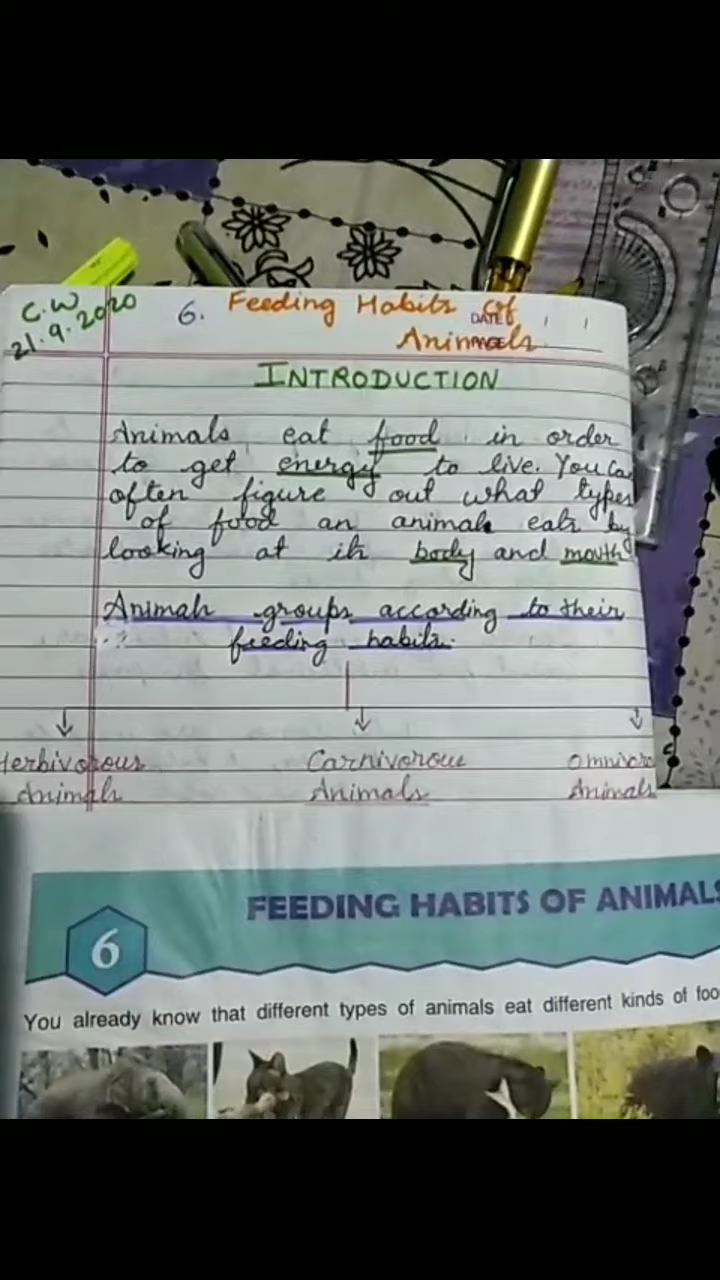 C.W
21.9.2020
6. Feeding Habits of
DATE / /
Animals
PAGE
INTRODUCTION
Animals eat food in order
to get energy to live. You Can
often figure out what types
of food an animal eats by
looking at its body and mouth
Animals groups according to their
feeding habits.
Herbivorous Carnivorous Omnivoro
Animals Animals Animals
6
FEEDING HABITS OF ANIMALS
You already know that different types of animals eat different kinds of foo